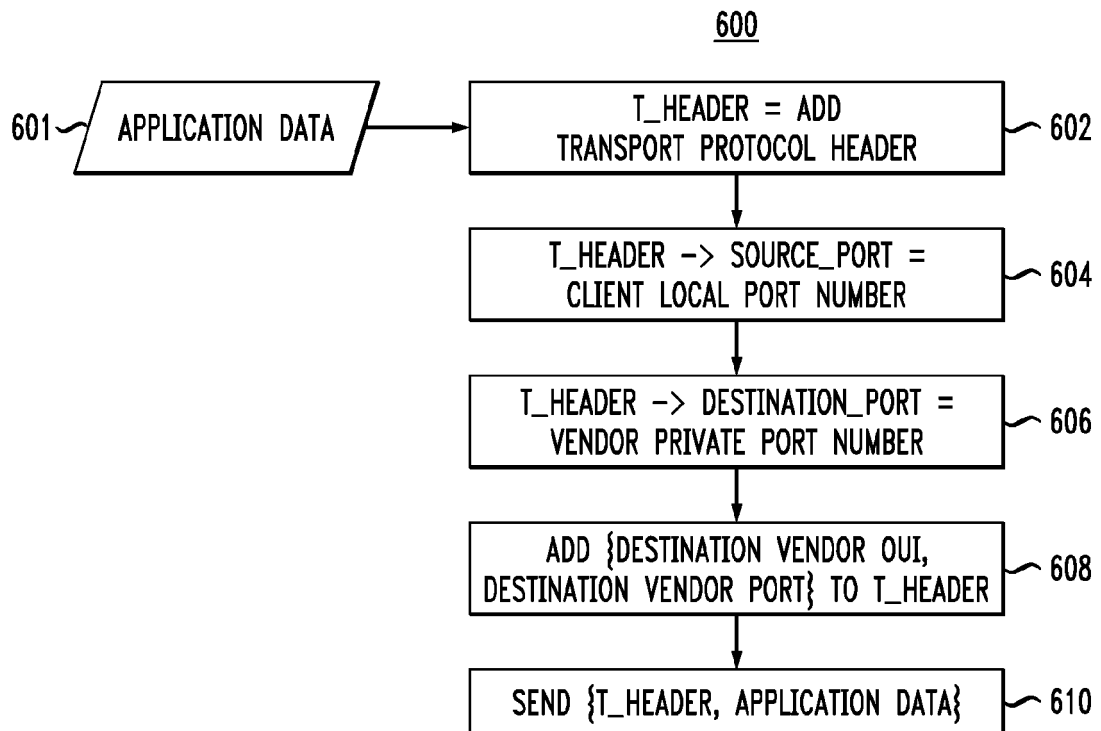 600
601
APPLICATION DATA
T_HEADER = ADD
TRANSPORT PROTOCOL HEADER
602
T_HEADER -> SOURCE_PORT =
CLIENT LOCAL PORT NUMBER
604
T_HEADER -> DESTINATION_PORT =
VENDOR PRIVATE PORT NUMBER
606
ADD {DESTINATION VENDOR OUI,
DESTINATION VENDOR PORT} TO T_HEADER
608
SEND {T_HEADER, APPLICATION DATA}
610